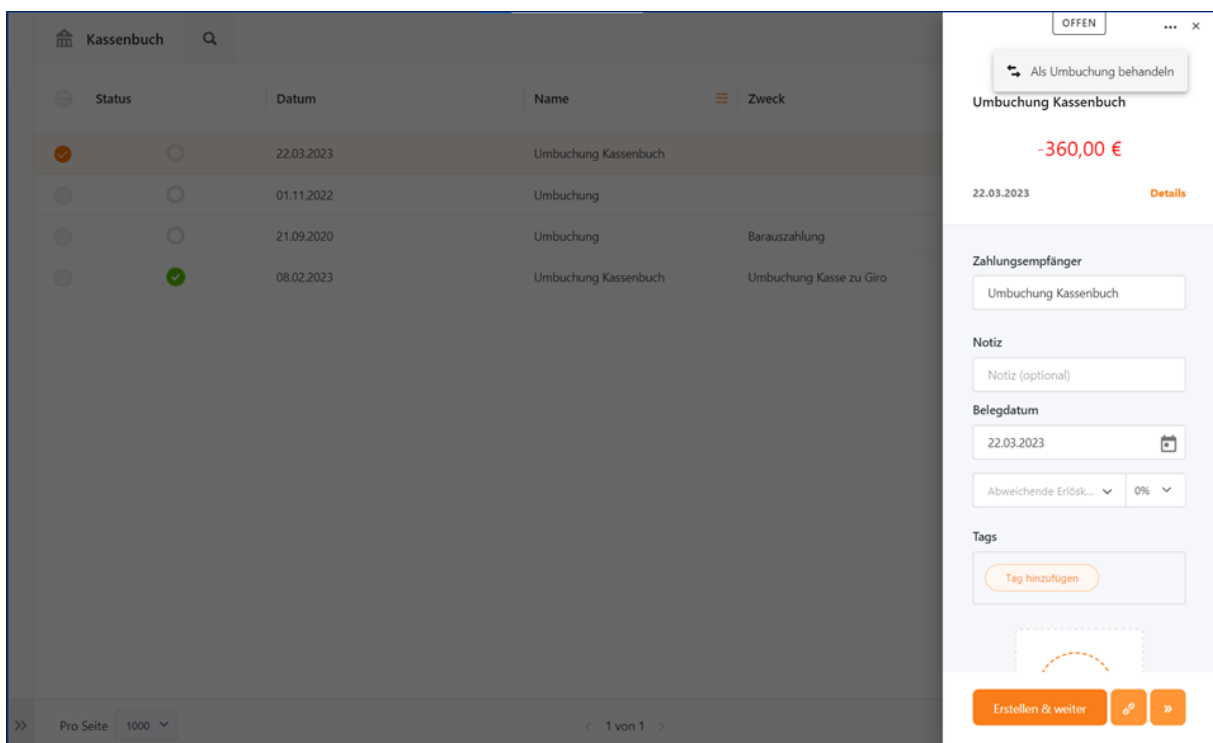 Kassenbuch
Status Datum Name Zweck
22.03.2023 Umbuchung Kassenbuch
01.11.2022 Umbuchung
21.09.2020 Umbuchung Barauszahlung
08.02.2023 Umbuchung Kassenbuch Umbuchung Kasse zu Giro
Pro Seite 1000 1 von 1
OFFEN
Als Umbuchung behandeln
Umbuchung Kassenbuch
-360,00 €
22.03.2023 Details
Zahlungsempfänger
Umbuchung Kassenbuch
Notiz
Notiz (optional)
Belegdatum
22.03.2023
Abweichende Erlösk... 0%
Tags
Tag hinzufügen
Erstellen & weiter